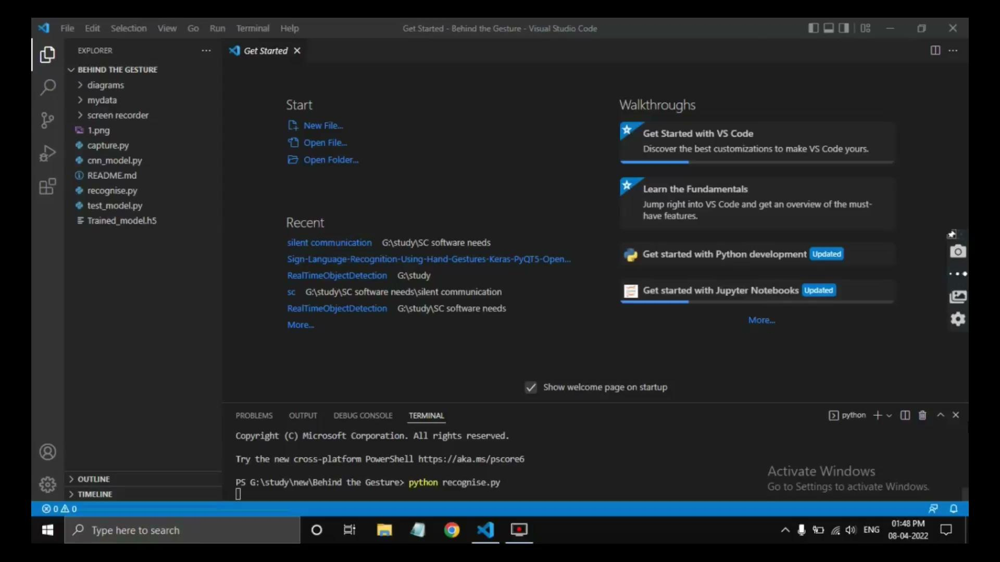 File Edit Selection View Go Run Terminal Help
Get Started - Behind the Gesture - Visual Studio Code
EXPLORER
BEHIND THE GESTURE
diagrams
mydata
screen recorder
1.png
capture.py
cnn_model.py
README.md
recognise.py
test_model.py
Trained_model.h5
OUTLINE
TIMELINE
Get Started
Start
New File...
Open File...
Open Folder...
Recent
silent communication G:\study\SC software needs
Sign-Language-Recognition-Using-Hand-Gestures-Keras-PyQT5-Open...
RealTimeObjectDetection G:\study
sc G:\study\SC software needs\silent communication
RealTimeObjectDetection G:\study\SC software needs
More...
Walkthroughs
Get Started with VS Code
Discover the best customizations to make VS Code yours.
Learn the Fundamentals
Jump right into VS Code and get an overview of the must-
have features.
Get started with Python development Updated
Get started with Jupyter Notebooks Updated
More...
Show welcome page on startup
PROBLEMS OUTPUT DEBUG CONSOLE TERMINAL
python
Copyright (C) Microsoft Corporation. All rights reserved.
Try the new cross-platform PowerShell https://aka.ms/pscore6
PS G:\study\new\Behind the Gesture> python recognise.py
Activate Windows
Go to Settings to activate Windows.
0 0
Type here to search
ENG
01:48 PM
08-04-2022